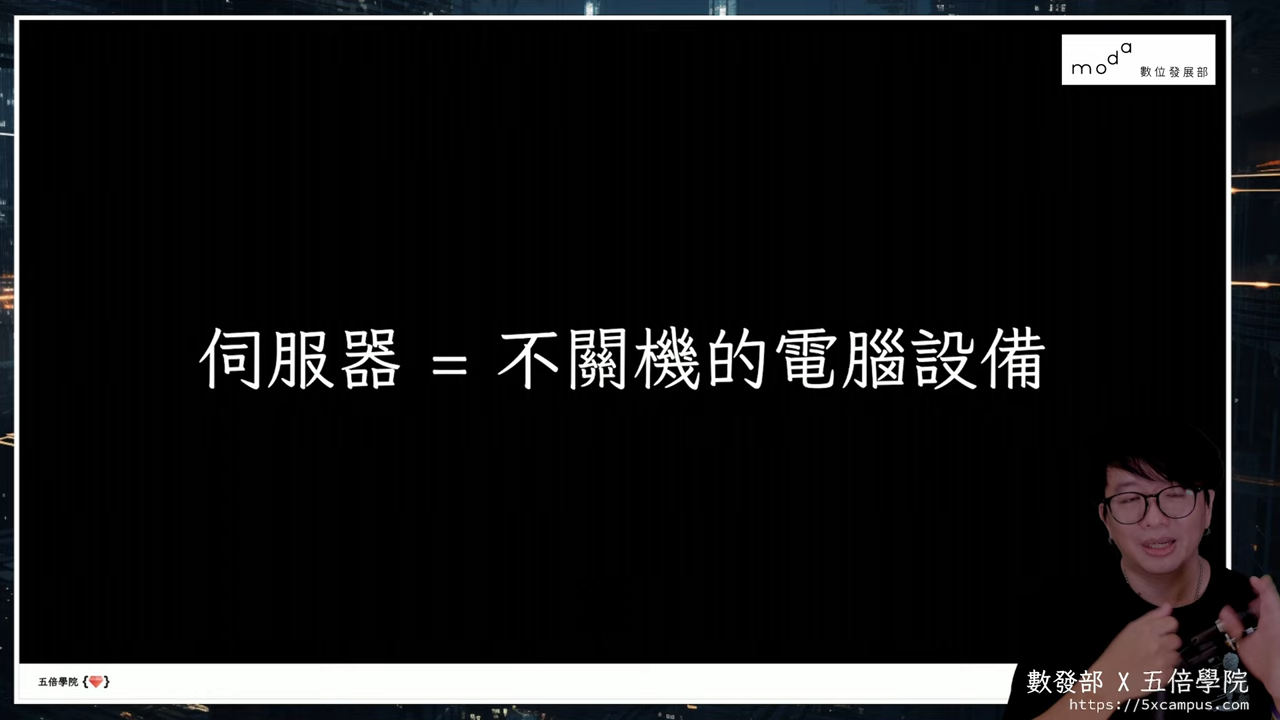 moda 數位發展部
伺服器 = 不關機的電腦設備
五倍學院 {❤}
數發部 X 五倍學院
https://5xcampus.com